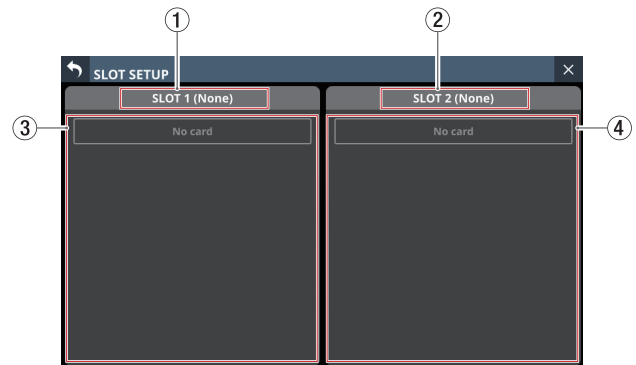 ① ②
SLOT SETUP
SLOT 1 (None) SLOT 2 (None)
③ No card No card ④